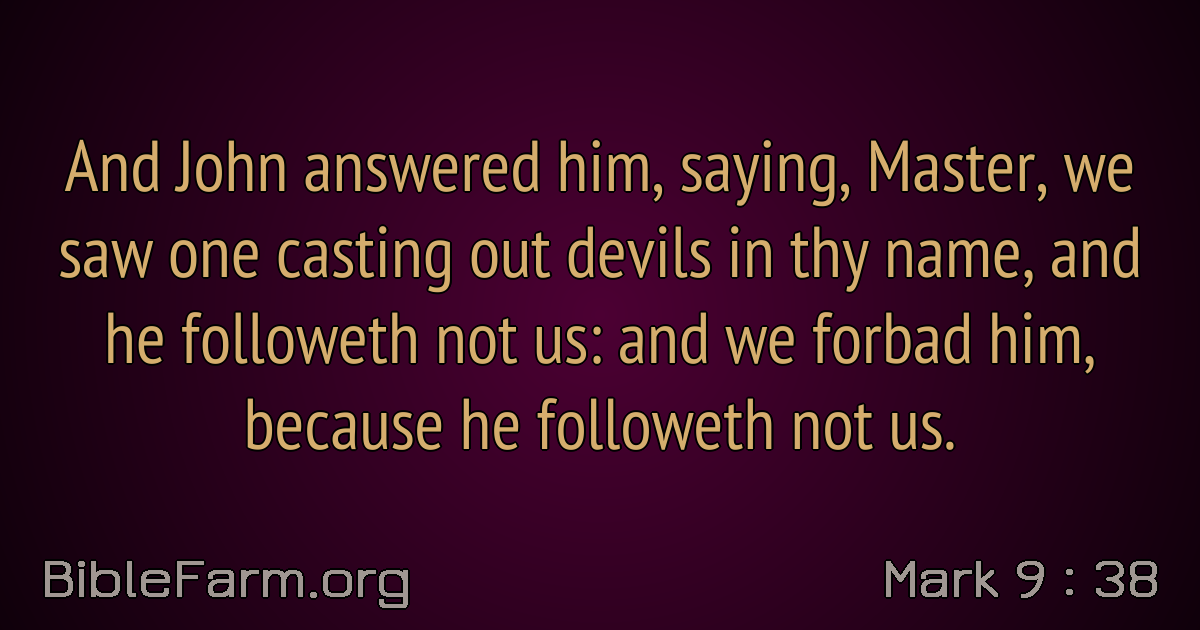 And John answered him, saying, Master, we
saw one casting out devils in thy name, and
he followeth not us: and we forbad him,
because he followeth not us.
BibleFarm.org
Mark 9 : 38